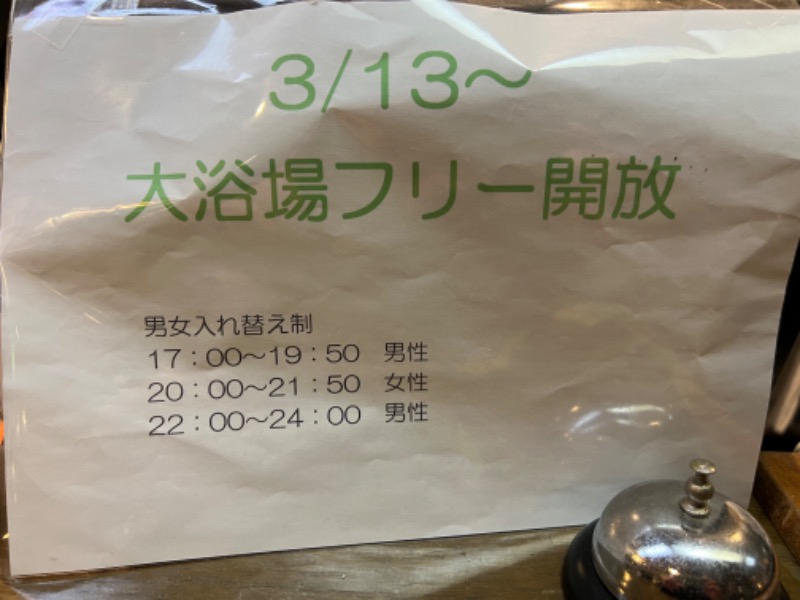 3/13〜
大浴場フリー開放
男女入れ替え制
17：00〜19：50 男性
20：00〜21：50 女性
22：00〜24：00 男性